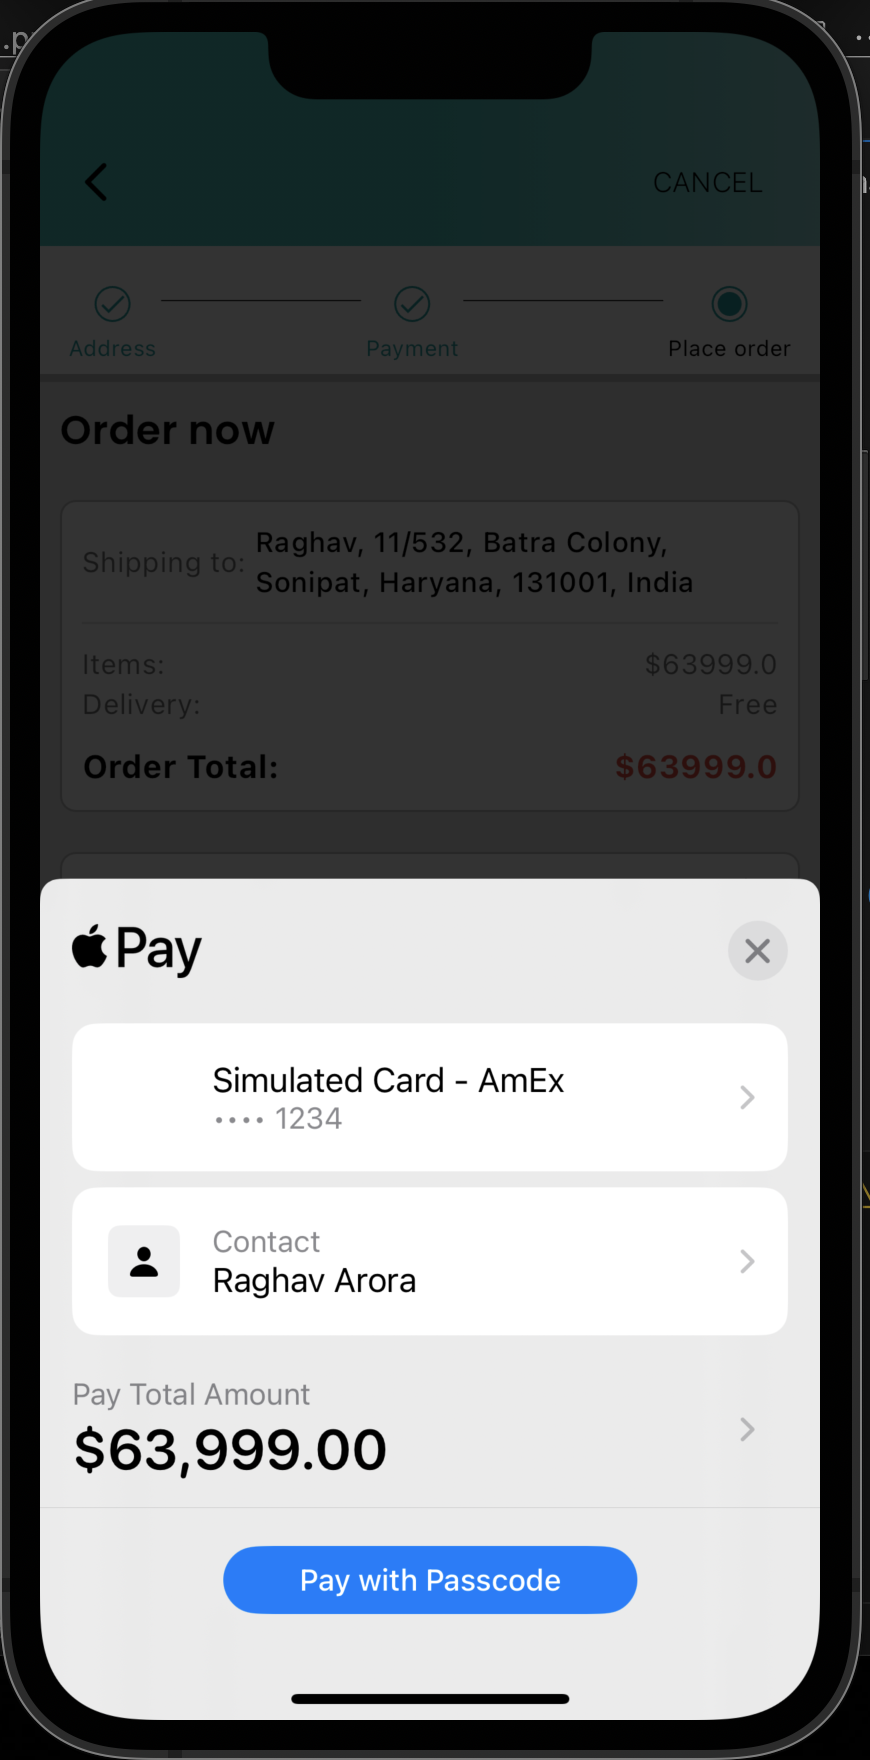 CANCEL
Address Payment Place order
Order now
Shipping to: Raghav, 11/532, Batra Colony,
Sonipat, Haryana, 131001, India
Items: $63999.0
Delivery: Free
Order Total: $63999.0
Pay
Simulated Card - AmEx
•••• 1234
Contact
Raghav Arora
Pay Total Amount
$63,999.00
Pay with Passcode